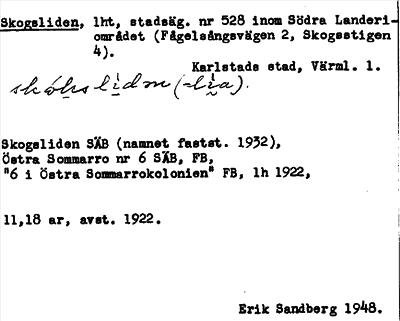 Skogsliden, lht, stadsäg. nr 528 inom Södra Landeri-
området (Fågelsångsvägen 2, Skogsstigen
4).
Karlstads stad, Värml. l.
skóks lidm (-lia).
Skogsliden SÄB (namnet fastst. 1932),
Östra Sommarro nr 6 SÄB, FB,
"6 i Östra Sommarrokolonien" FB, lh 1922,
11,18 ar, avst. 1922.
Erik Sandberg 1948.